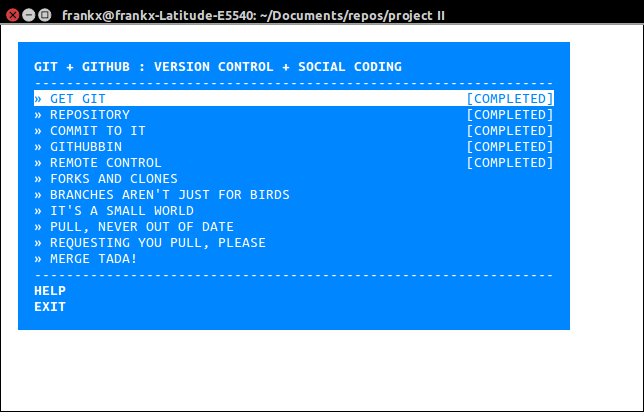 frankx@frankx-Latitude-E5540: ~/Documents/repos/project II
GIT + GITHUB : VERSION CONTROL + SOCIAL CODING
-----------------------------------------------------------------
» GET GIT [COMPLETED]
» REPOSITORY [COMPLETED]
» COMMIT TO IT [COMPLETED]
» GITHUBBIN [COMPLETED]
» REMOTE CONTROL [COMPLETED]
» FORKS AND CLONES
» BRANCHES AREN'T JUST FOR BIRDS
» IT'S A SMALL WORLD
» PULL, NEVER OUT OF DATE
» REQUESTING YOU PULL, PLEASE
» MERGE TADA!
-----------------------------------------------------------------
HELP
EXIT